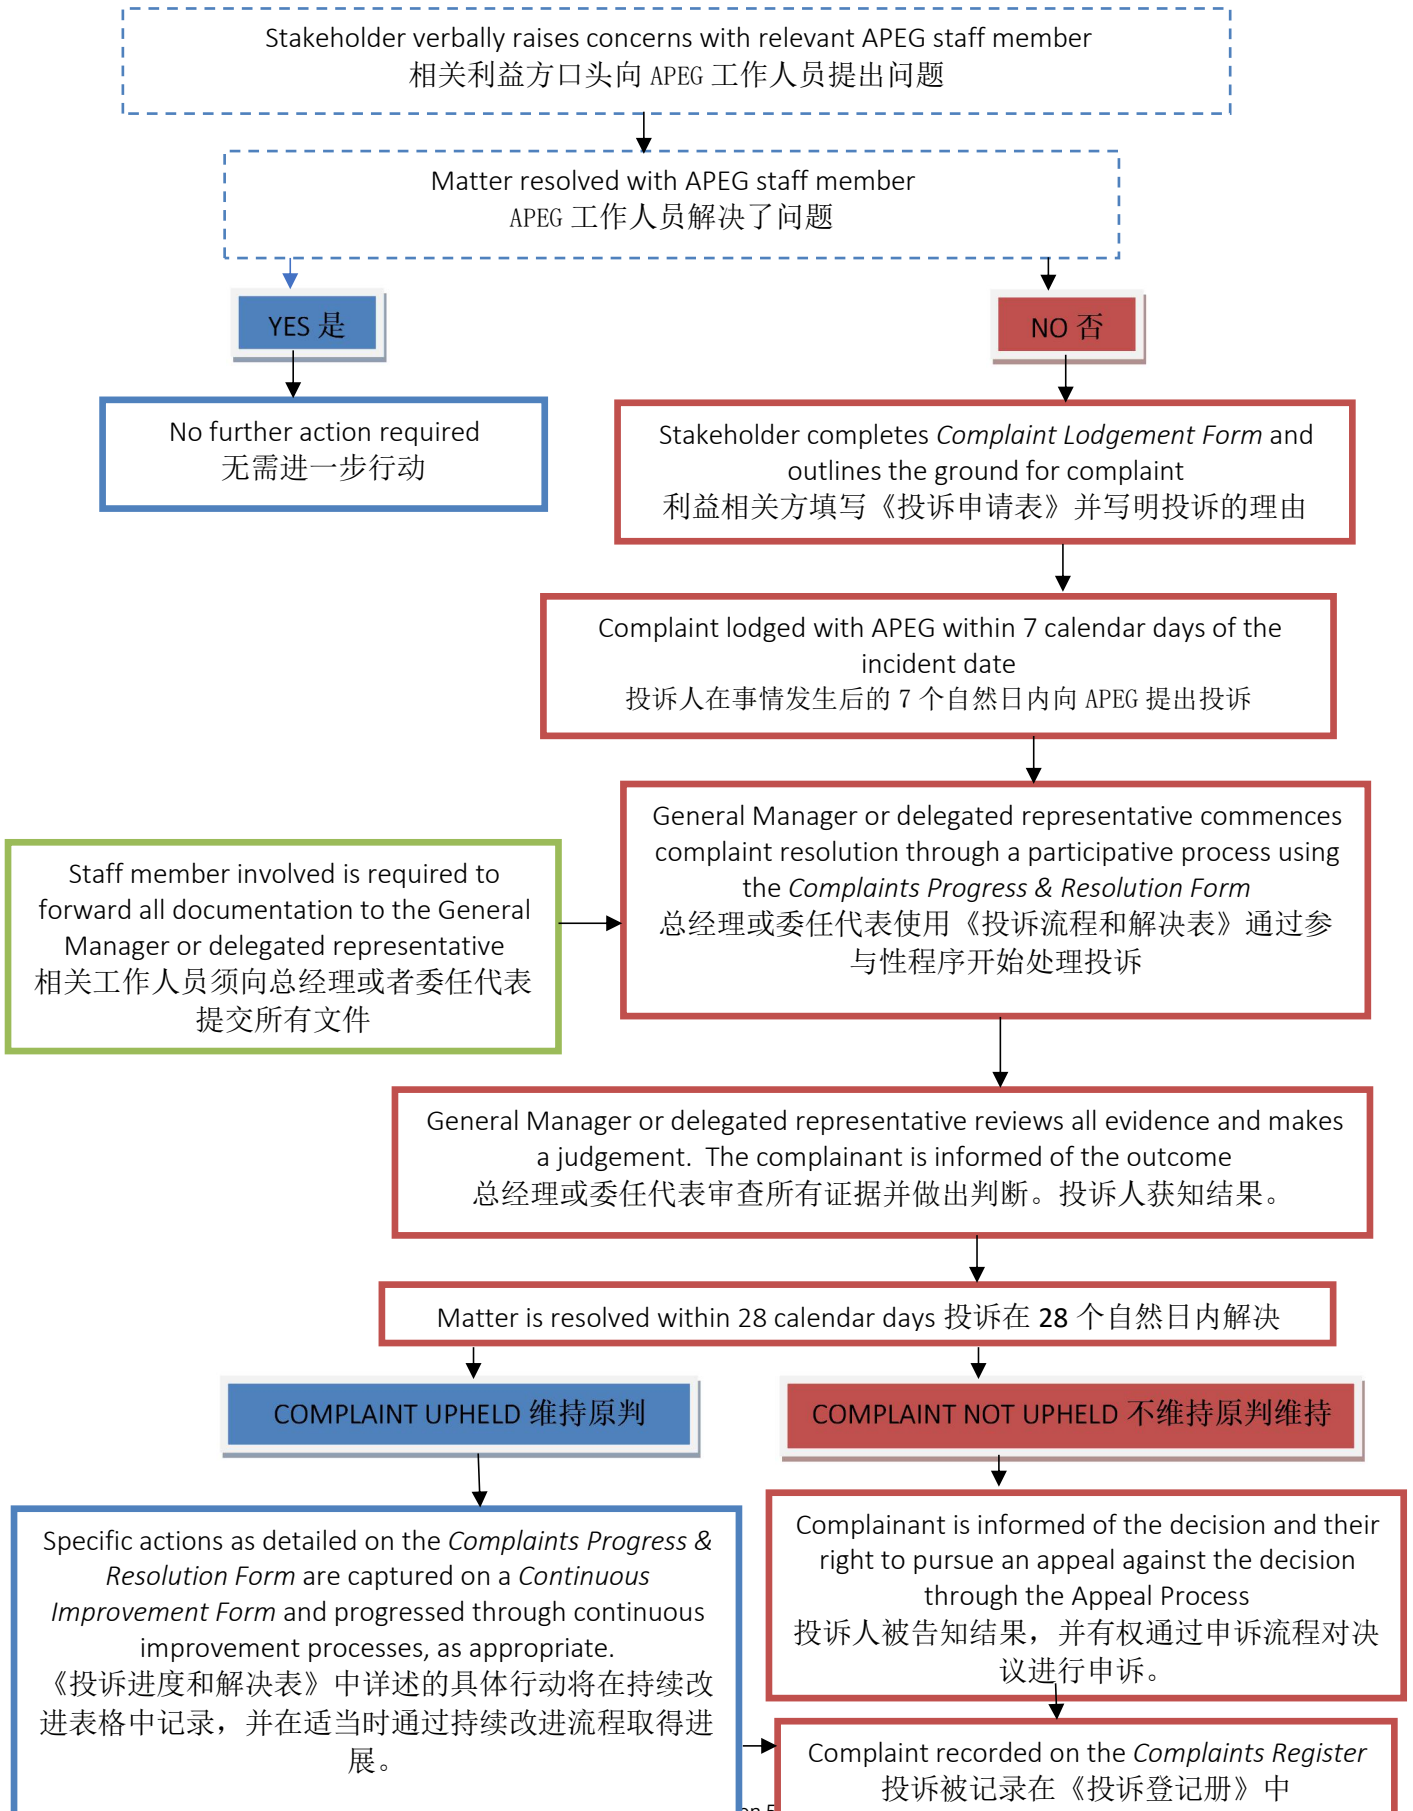 Stakeholder verbally raises concerns with relevant APEG staff member
相关利益方口头向 APEG 工作人员提出问题
Matter resolved with APEG staff member
APEG 工作人员解决了问题
YES 是
NO 否
No further action required
无需进一步行动
Stakeholder completes Complaint Lodgement Form and
outlines the ground for complaint
利益相关方填写《投诉申请表》并写明投诉的理由
Complaint lodged with APEG within 7 calendar days of the
incident date
投诉人在事情发生后的 7 个自然日内向 APEG 提出投诉
General Manager or delegated representative commences
complaint resolution through a participative process using
the Complaints Progress & Resolution Form
总经理或委任代表使用《投诉流程和解决表》通过参
与性程序开始处理投诉
Staff member involved is required to
forward all documentation to the General
Manager or delegated representative
相关工作人员须向总经理或者委任代表
提交所有文件
General Manager or delegated representative reviews all evidence and makes
a judgement.  The complainant is informed of the outcome
总经理或委任代表审查所有证据并做出判断。投诉人获知结果。
Matter is resolved within 28 calendar days 投诉在 28 个自然日内解决
COMPLAINT UPHELD 维持原判
COMPLAINT NOT UPHELD 不维持原判维持
Specific actions as detailed on the Complaints Progress &
Resolution Form are captured on a Continuous
Improvement Form and progressed through continuous
improvement processes, as appropriate.
《投诉进度和解决表》中详述的具体行动将在持续改
进表格中记录，并在适当时通过持续改进流程取得进
展。
Complainant is informed of the decision and their
right to pursue an appeal against the decision
through the Appeal Process
投诉人被告知结果，并有权通过申诉流程对决
议进行申诉。
Complaint recorded on the Complaints Register
投诉被记录在《投诉登记册》中